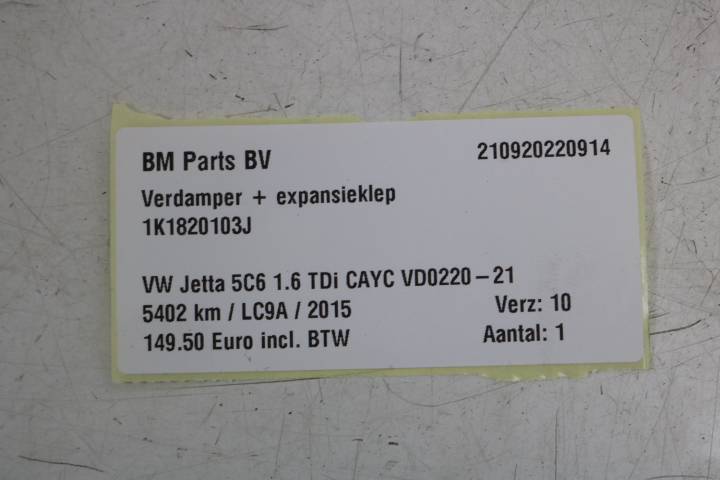 BM Parts BV 210920220914
Verdamper + expansieklep
1K1820103J
VW Jetta 5C6 1.6 TDi CAYC VD0220-21
5402 km / LC9A / 2015 Verz: 10
149.50 Euro incl. BTW Aantal: 1